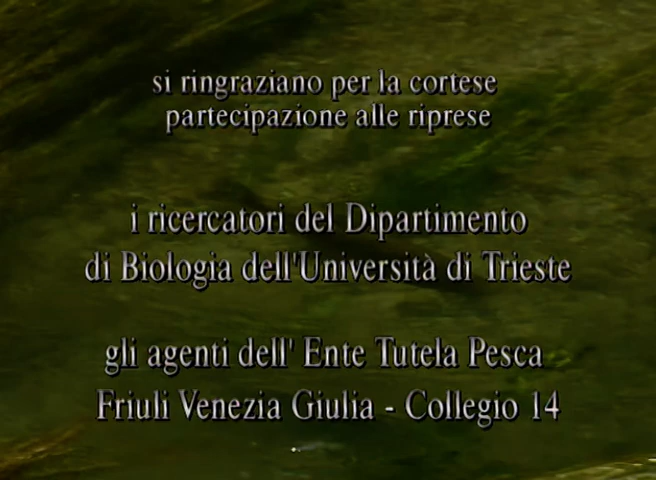 si ringraziano per la cortese
partecipazione alle riprese
i ricercatori del Dipartimento
di Biologia dell'Università di Trieste
gli agenti dell' Ente Tutela Pesca
Friuli Venezia Giulia - Collegio 14